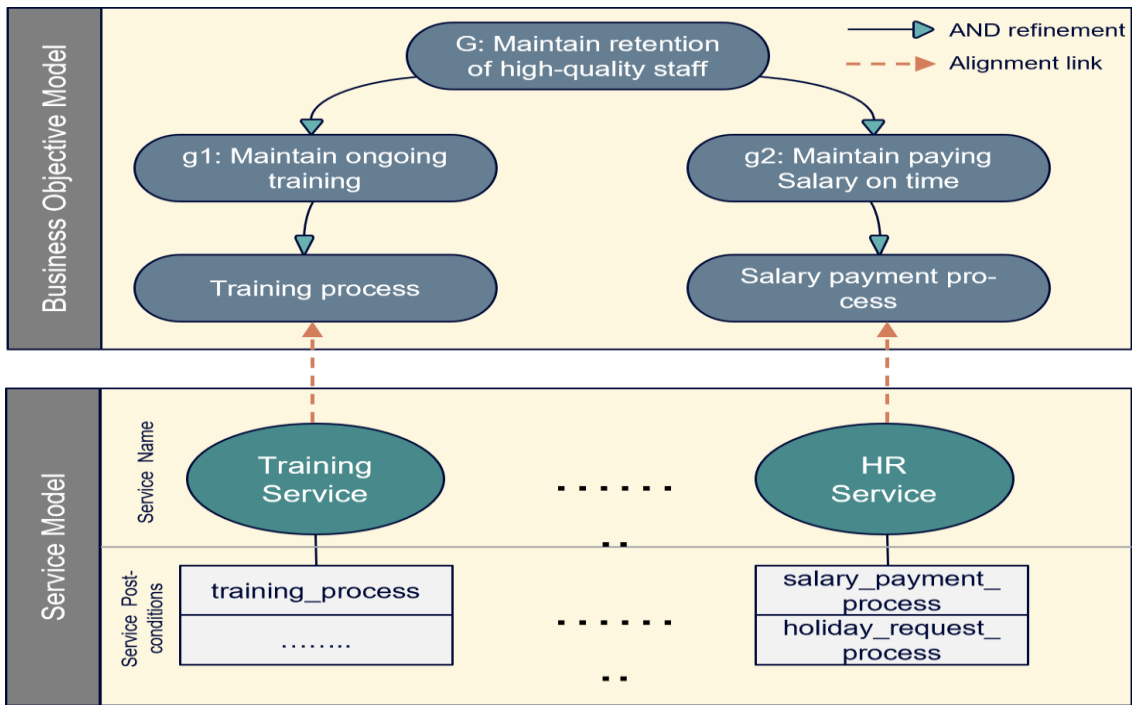 Business Objective Model
G: Maintain retention
of high-quality staff
AND refinement
Alignment link
g1: Maintain ongoing
training
g2: Maintain paying
Salary on time
Training process
Salary payment pro-
cess
Service Model
Service Name
Training
Service
. . . . . .
. .
HR
Service
Service Post-
conditions
training_process
........
. . . . . .
. .
salary_payment_
process
holiday_request_
process